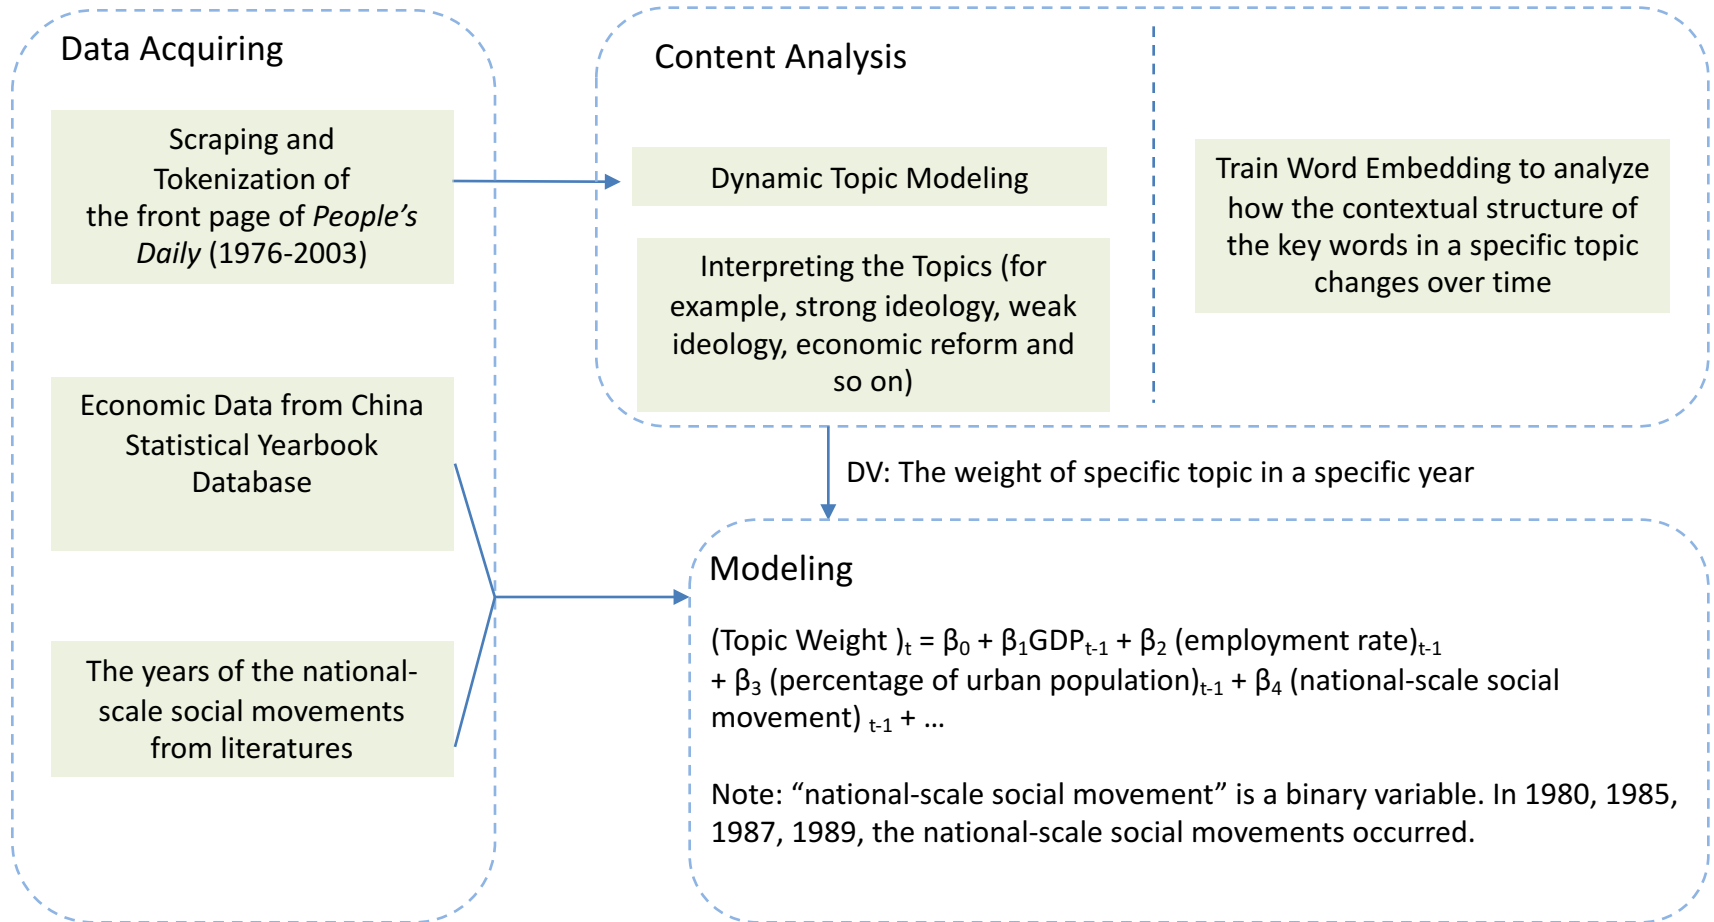 Data Acquiring
Scraping and
Tokenization of
the front page of People’s
Daily (1976-2003)
Economic Data from China
Statistical Yearbook
Database
The years of the national-
scale social movements
from literatures
Content Analysis
Dynamic Topic Modeling
Interpreting the Topics (for
example, strong ideology, weak
ideology, economic reform and
so on)
Train Word Embedding to analyze
how the contextual structure of
the key words in a specific topic
changes over time
DV: The weight of specific topic in a specific year
Modeling
(Topic Weight )ₜ = β₀ + β₁GDPₜ₋₁ + β₂ (employment rate)ₜ₋₁
+ β₃ (percentage of urban population)ₜ₋₁ + β₄ (national-scale social
movement) ₜ₋₁ + …
Note: “national-scale social movement” is a binary variable. In 1980, 1985,
1987, 1989, the national-scale social movements occurred.